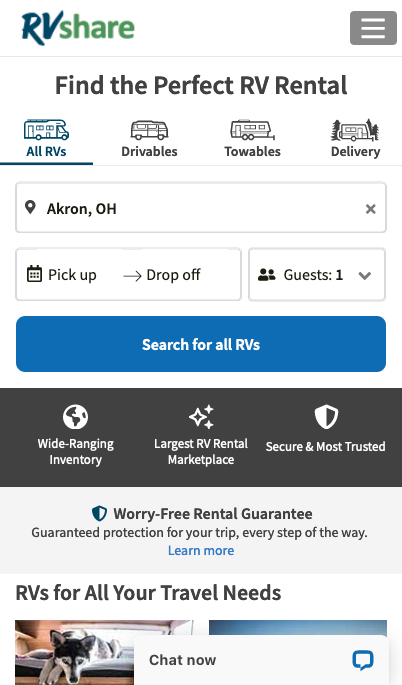 RVshare
Find the Perfect RV Rental
All RVs
Drivables
Towables
Delivery
Akron, OH
Pick up
Drop off
Guests: 1
Search for all RVs
Wide-Ranging
Inventory
Largest RV Rental
Marketplace
Secure & Most Trusted
Worry-Free Rental Guarantee
Guaranteed protection for your trip, every step of the way.
Learn more
RVs for All Your Travel Needs
Chat now